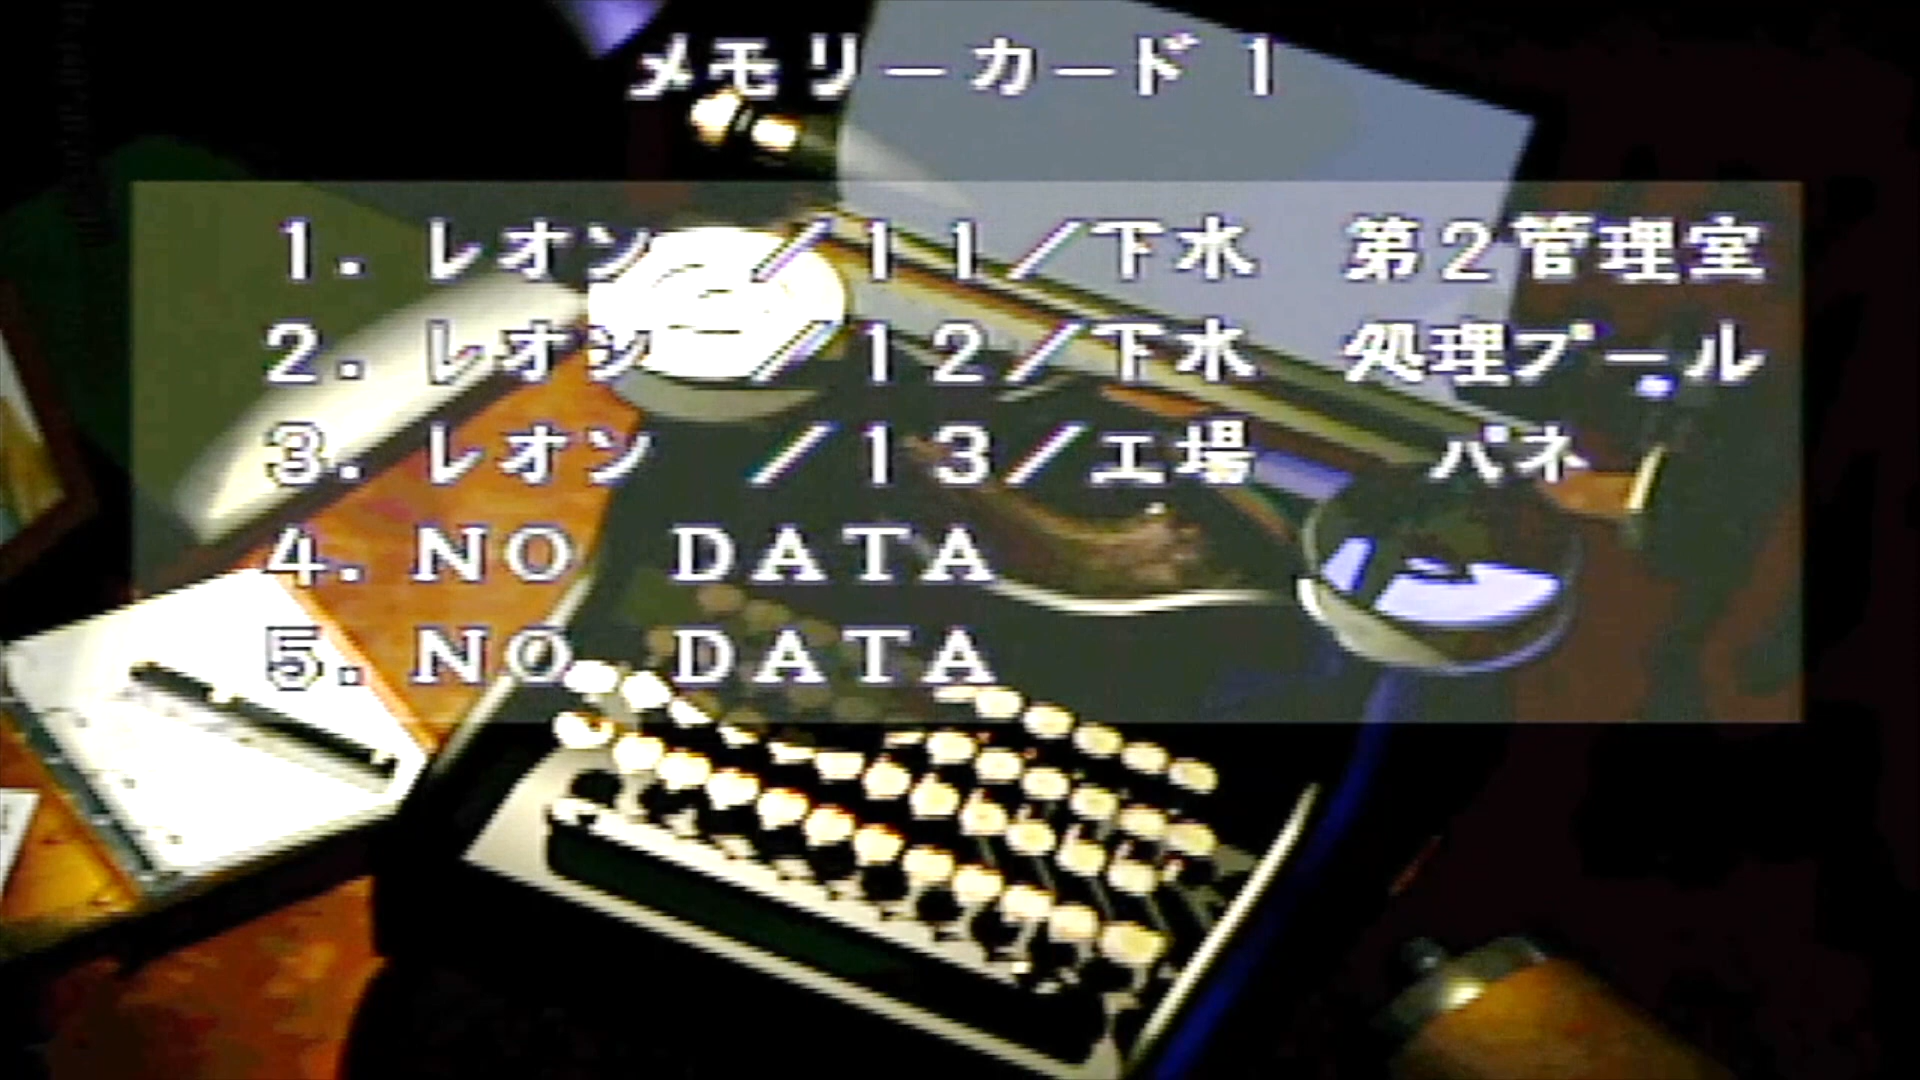 メモリーカード 1
1. レオン /11/下水 第2管理室
2. レオン /12/下水 処理プール
3. レオン /13/工場 パネ
4. NO DATA
5. NO DATA